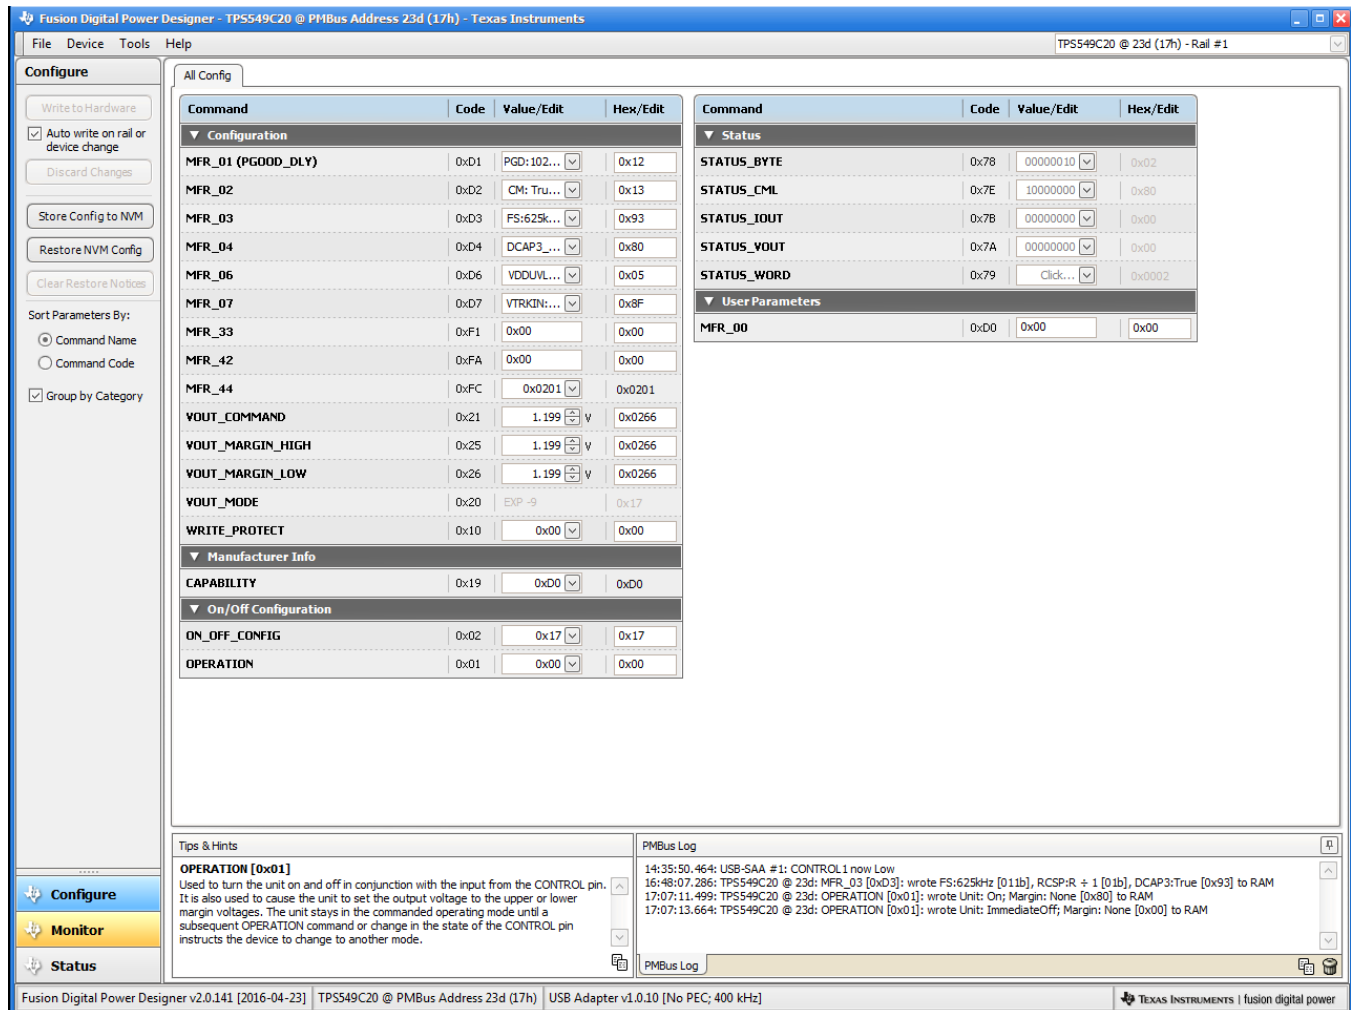 Fusion Digital Power Designer - TPS549C20 @ PMBus Address 23d (17h) - Texas Instruments
File Device Tools Help
TPS549C20 @ 23d (17h) - Rail #1
Configure
Write to Hardware
Auto write on rail or
device change
Discard Changes
Store Config to NVM
Restore NVM Config
Clear Restore Notices
Sort Parameters By:
Command Name
Command Code
Group by Category
All Config
Command Code Value/Edit Hex/Edit
Configuration
MFR_01 (PGOOD_DLY) 0xD1 PGD:102... 0x12
MFR_02 0xD2 CM: Tru... 0x13
MFR_03 0xD3 FS:625k... 0x93
MFR_04 0xD4 DCAP3_... 0x80
MFR_06 0xD6 VDDUVL... 0x05
MFR_07 0xD7 VTRKIN:... 0x8F
MFR_33 0xF1 0x00 0x00
MFR_42 0xFA 0x00 0x00
MFR_44 0xFC 0x0201 0x0201
VOUT_COMMAND 0x21 1.199 V 0x0266
VOUT_MARGIN_HIGH 0x25 1.199 V 0x0266
VOUT_MARGIN_LOW 0x26 1.199 V 0x0266
VOUT_MODE 0x20 EXP -9 0x17
WRITE_PROTECT 0x10 0x00 0x00
Manufacturer Info
CAPABILITY 0x19 0xD0 0xD0
On/Off Configuration
ON_OFF_CONFIG 0x02 0x17 0x17
OPERATION 0x01 0x00 0x00
Command Code Value/Edit Hex/Edit
Status
STATUS_BYTE 0x78 00000010 0x02
STATUS_CML 0x7E 10000000 0x80
STATUS_IOUT 0x7B 00000000 0x00
STATUS_VOUT 0x7A 00000000 0x00
STATUS_WORD 0x79 Click... 0x0002
User Parameters
MFR_00 0xD0 0x00 0x00
Tips & Hints
OPERATION [0x01]
Used to turn the unit on and off in conjunction with the input from the CONTROL pin.
It is also used to cause the unit to set the output voltage to the upper or lower
margin voltages. The unit stays in the commanded operating mode until a
subsequent OPERATION command or change in the state of the CONTROL pin
instructs the device to change to another mode.
PMBus Log
14:35:50.464: USB-SAA #1: CONTROL1 now Low
16:48:07.286: TPS549C20 @ 23d: MFR_03 [0xD3]: wrote FS:625kHz [011b], RCSP:R ÷ 1 [01b], DCAP3:True [0x93] to RAM
17:07:11.499: TPS549C20 @ 23d: OPERATION [0x01]: wrote Unit: On; Margin: None [0x80] to RAM
17:07:13.664: TPS549C20 @ 23d: OPERATION [0x01]: wrote Unit: ImmediateOff; Margin: None [0x00] to RAM
PMBus Log
Configure
Monitor
Status
Fusion Digital Power Designer v2.0.141 [2016-04-23] TPS549C20 @ PMBus Address 23d (17h) USB Adapter v1.0.10 [No PEC; 400 kHz] TEXAS INSTRUMENTS | fusion digital power